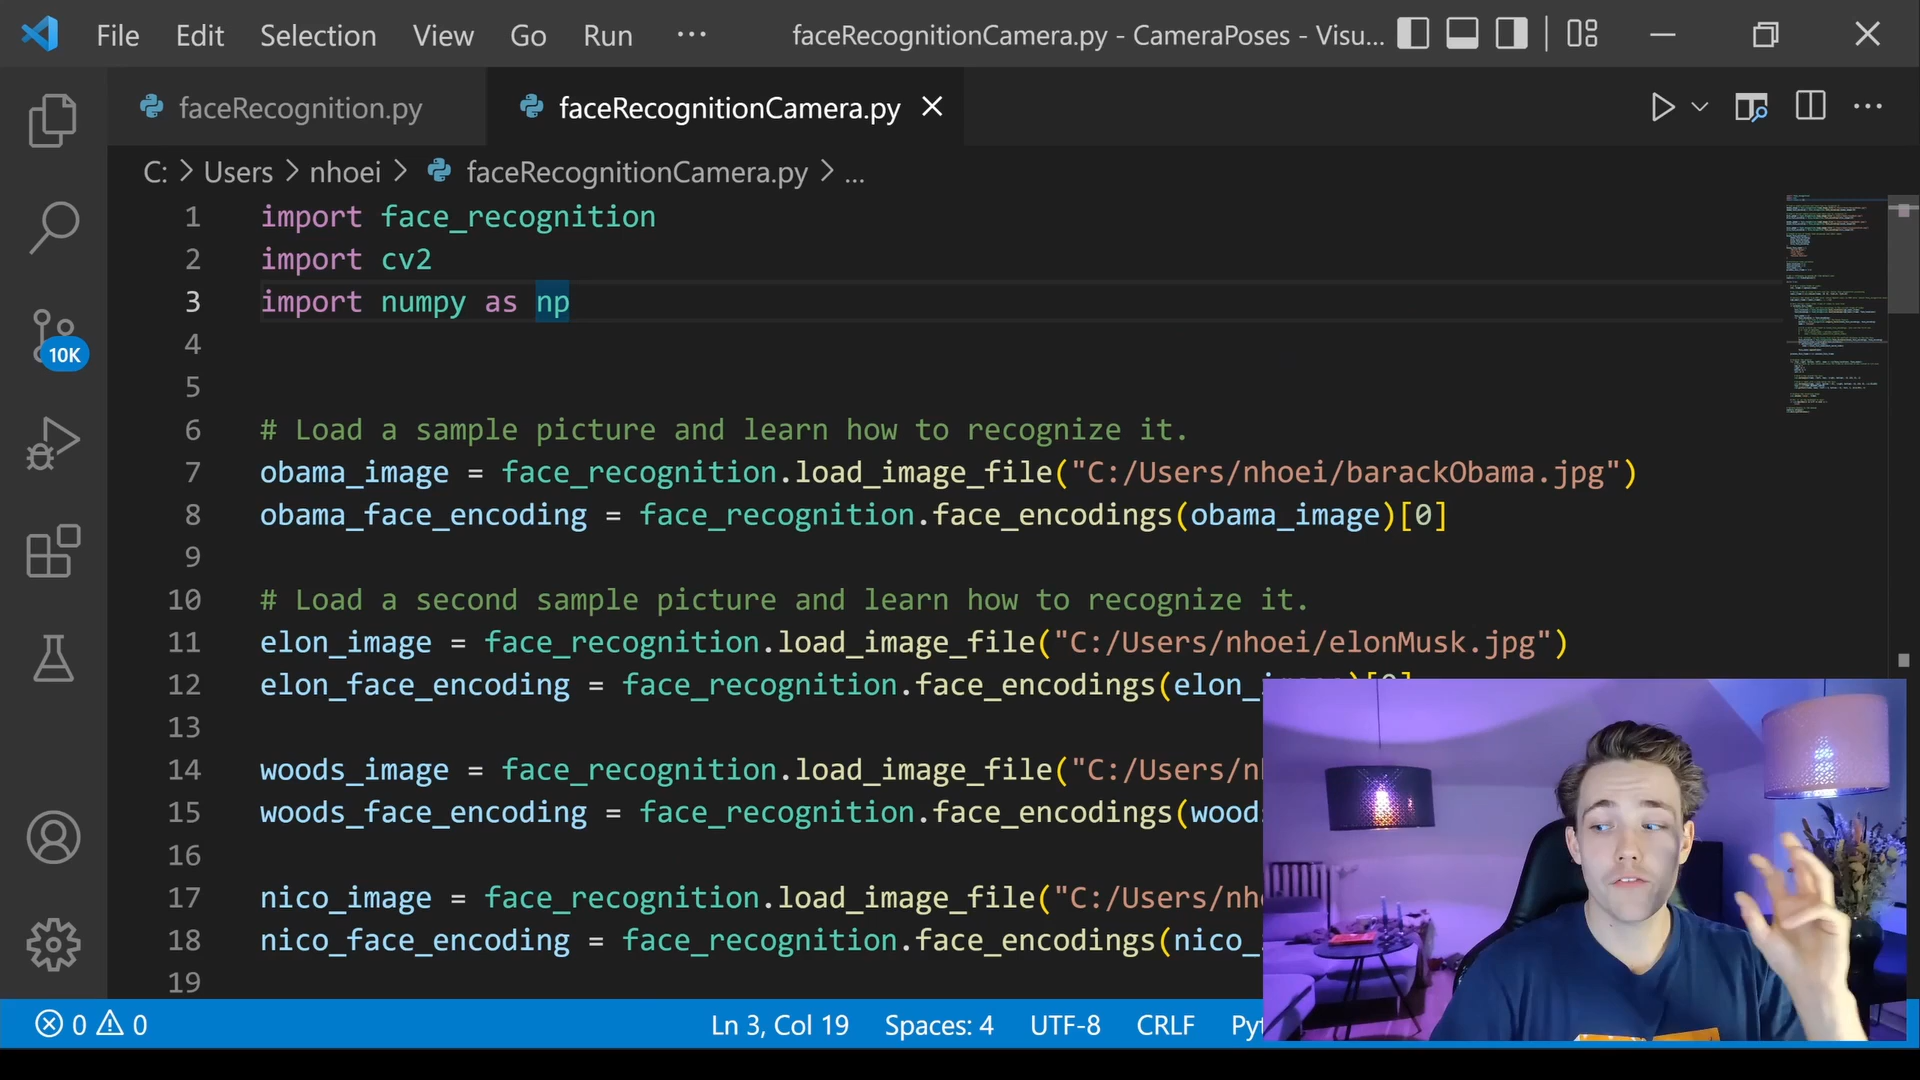 File Edit Selection View Go Run ··· faceRecognitionCamera.py - CameraPoses - Visu...
faceRecognition.py faceRecognitionCamera.py
C: > Users > nhoei > faceRecognitionCamera.py > ...
1 import face_recognition
2 import cv2
3 import numpy as np
4
5
6 # Load a sample picture and learn how to recognize it.
7 obama_image = face_recognition.load_image_file("C:/Users/nhoei/barackObama.jpg")
8 obama_face_encoding = face_recognition.face_encodings(obama_image)[0]
9
10 # Load a second sample picture and learn how to recognize it.
11 elon_image = face_recognition.load_image_file("C:/Users/nhoei/elonMusk.jpg")
12 elon_face_encoding = face_recognition.face_encodings(elon_image)[0]
13
14 woods_image = face_recognition.load_image_file("C:/Users/nh
15 woods_face_encoding = face_recognition.face_encodings(woods
16
17 nico_image = face_recognition.load_image_file("C:/Users/nho
18 nico_face_encoding = face_recognition.face_encodings(nico_
19
10K
0 0 Ln 3, Col 19 Spaces: 4 UTF-8 CRLF Py